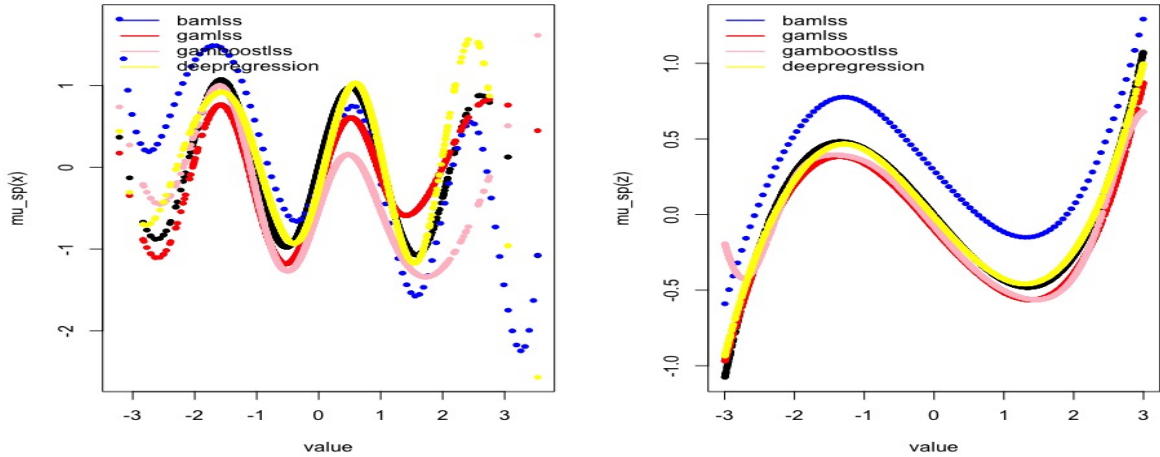 bamlss
gamlss
gamboostlss
deepregression
mu_sp(x)
1
0
-1
-2
-3 -2 -1 0 1 2 3
value
bamlss
gamlss
gamboostlss
deepregression
mu_sp(z)
1.0
0.5
0.0
-0.5
-1.0
-3 -2 -1 0 1 2 3
value